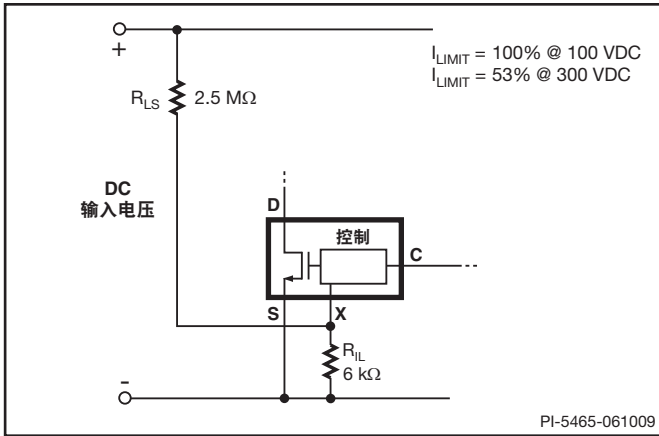 +
I_LIMIT = 100% @ 100 VDC
I_LIMIT = 53% @ 300 VDC
R_LS 2.5 MΩ
DC
输入电压
D
控制
C
S
X
R_IL
6 kΩ
-
PI-5465-061009